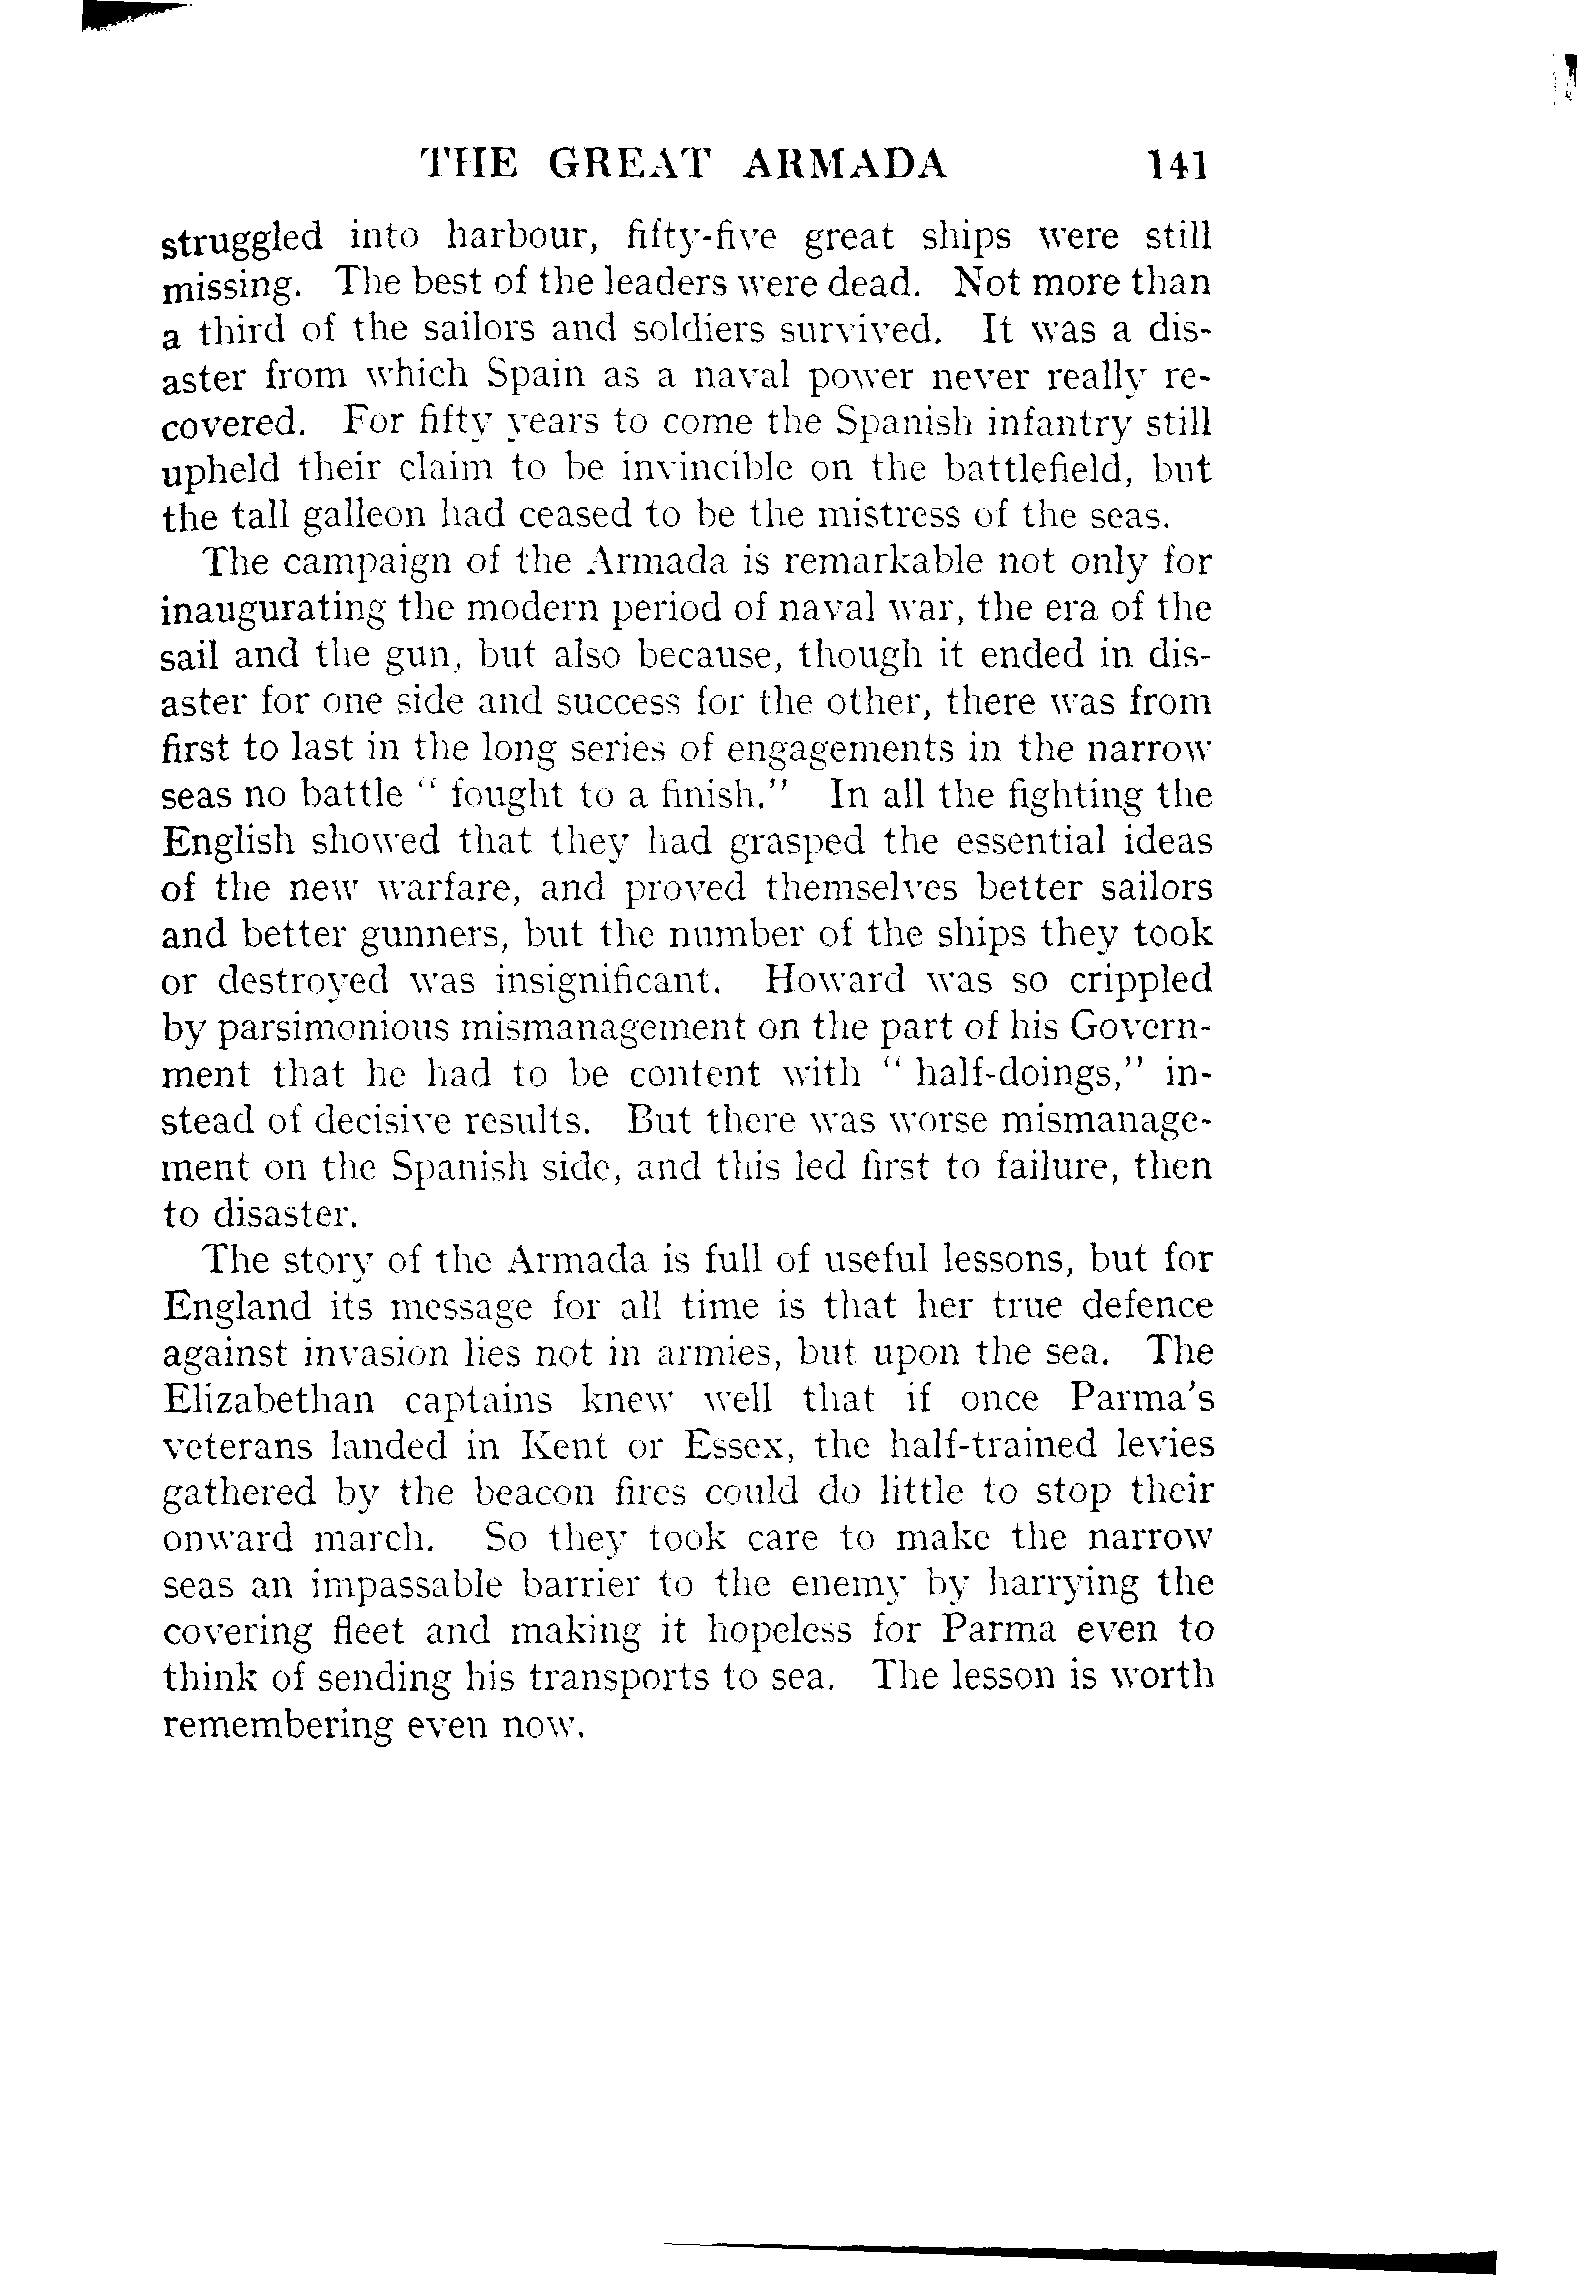 THE GREAT ARMADA 141
struggled into harbour, fifty-five great ships were still
missing. The best of the leaders were dead. Not more than
a third of the sailors and soldiers survived. It was a dis-
aster from which Spain as a naval power never really re-
covered. For fifty years to come the Spanish infantry still
upheld their claim to be invincible on the battlefield, but
the tall galleon had ceased to be the mistress of the seas.
The campaign of the Armada is remarkable not only for
inaugurating the modern period of naval war, the era of the
sail and the gun, but also because, though it ended in dis-
aster for one side and success for the other, there was from
first to last in the long series of engagements in the narrow
seas no battle " fought to a finish." In all the fighting the
English showed that they had grasped the essential ideas
of the new warfare, and proved themselves better sailors
and better gunners, but the number of the ships they took
or destroyed was insignificant. Howard was so crippled
by parsimonious mismanagement on the part of his Govern-
ment that he had to be content with " half-doings," in-
stead of decisive results. But there was worse mismanage-
ment on the Spanish side, and this led first to failure, then
to disaster.
The story of the Armada is full of useful lessons, but for
England its message for all time is that her true defence
against invasion lies not in armies, but upon the sea. The
Elizabethan captains knew well that if once Parma's
veterans landed in Kent or Essex, the half-trained levies
gathered by the beacon fires could do little to stop their
onward march. So they took care to make the narrow
seas an impassable barrier to the enemy by harrying the
covering fleet and making it hopeless for Parma even to
think of sending his transports to sea. The lesson is worth
remembering even now.